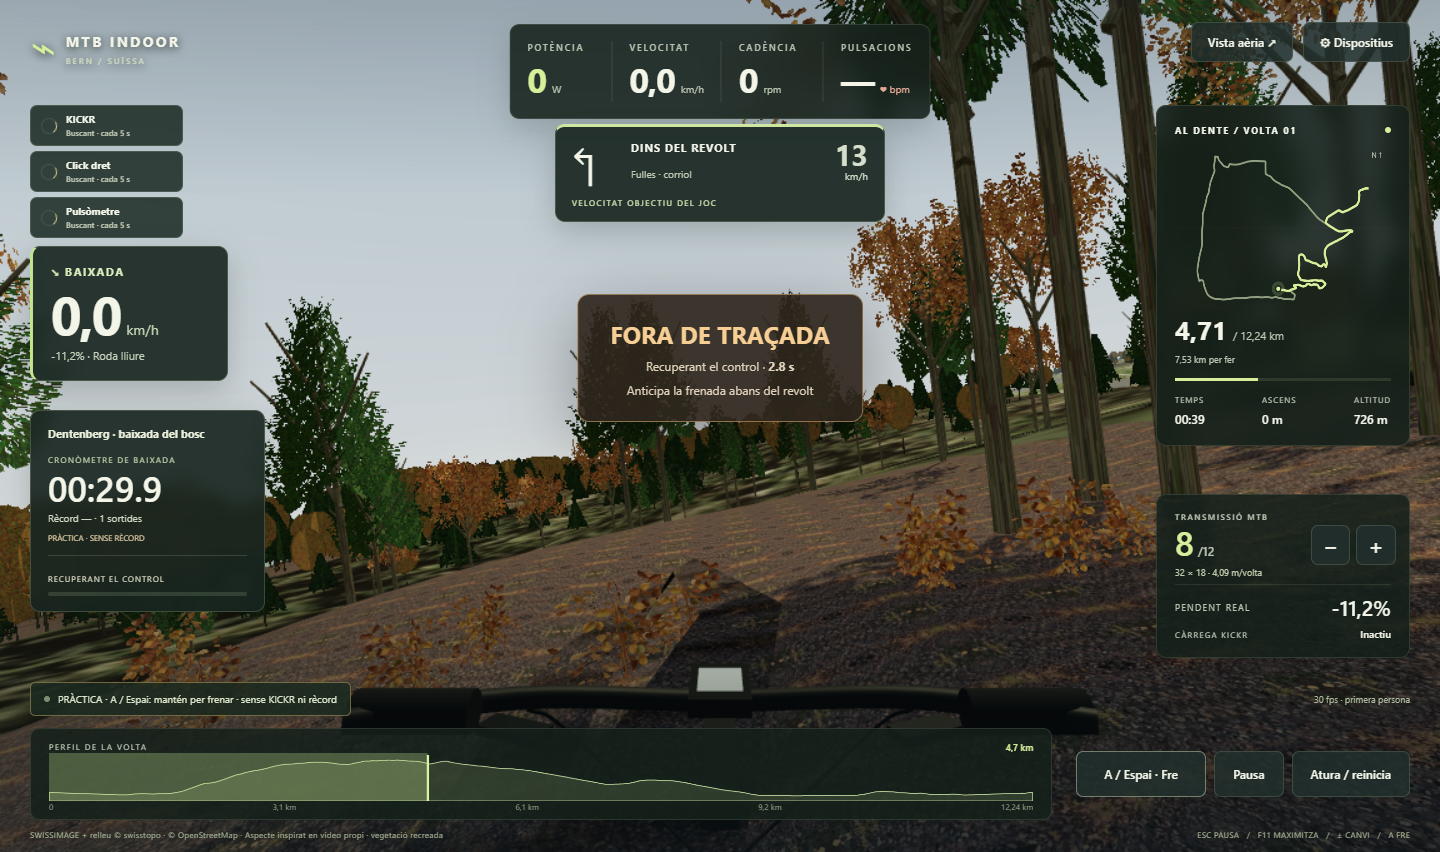 MTB INDOOR
BERN / SUÏSSA
POTÈNCIA
0 W
VELOCITAT
0,0 km/h
CADÈNCIA
0 rpm
PULSACIONS
— ♥ bpm
Vista aèria ↗
⚙ Dispositius
KICKR
Buscant · cada 5 s
Click dret
Buscant · cada 5 s
Pulsòmetre
Buscant · cada 5 s
↰
DINS DEL REVOLT
Fulles · corriol
13
km/h
VELOCITAT OBJECTIU DEL JOC
↘ BAIXADA
0,0 km/h
-11,2% · Roda lliure
FORA DE TRAÇADA
Recuperant el control · 2.8 s
Anticipa la frenada abans del revolt
AL DENTE / VOLTA 01
N ↑
4,71 / 12,24 km
7,53 km per fer
TEMPS
00:39
ASCENS
0 m
ALTITUD
726 m
Dentenberg · baixada del bosc
CRONÒMETRE DE BAIXADA
00:29.9
Rècord — · 1 sortides
PRÀCTICA · SENSE RÈCORD
RECUPERANT EL CONTROL
TRANSMISSIÓ MTB
8 /12
− +
32 × 18 · 4,09 m/volta
PENDENT REAL -11,2%
CÀRREGA KICKR Inactiu
PRÀCTICA · A / Espai: mantén per frenar · sense KICKR ni rècord
30 fps · primera persona
PERFIL DE LA VOLTA
4,7 km
0 3,1 km 6,1 km 9,2 km 12,24 km
A / Espai · Fre
Pausa
Atura / reinicia
SWISSIMAGE + relleu © swisstopo · © OpenStreetMap · Aspecte inspirat en vídeo propi · vegetació recreada
ESC PAUSA / F11 MAXIMITZA / ± CANVI / A FRE